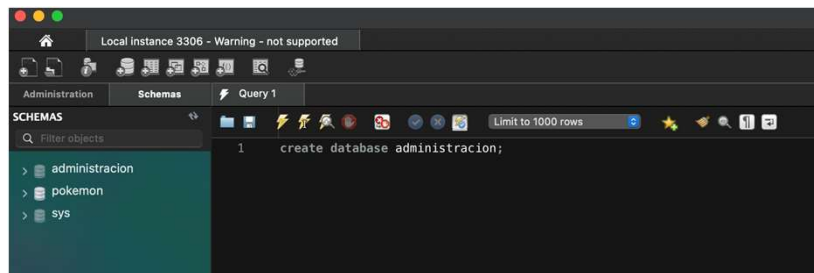 Local instance 3306 - Warning - not supported
Administration Schemas Query 1
SCHEMAS
Limit to 1000 rows
Filter objects
1 create database administracion;
administracion
pokemon
sys